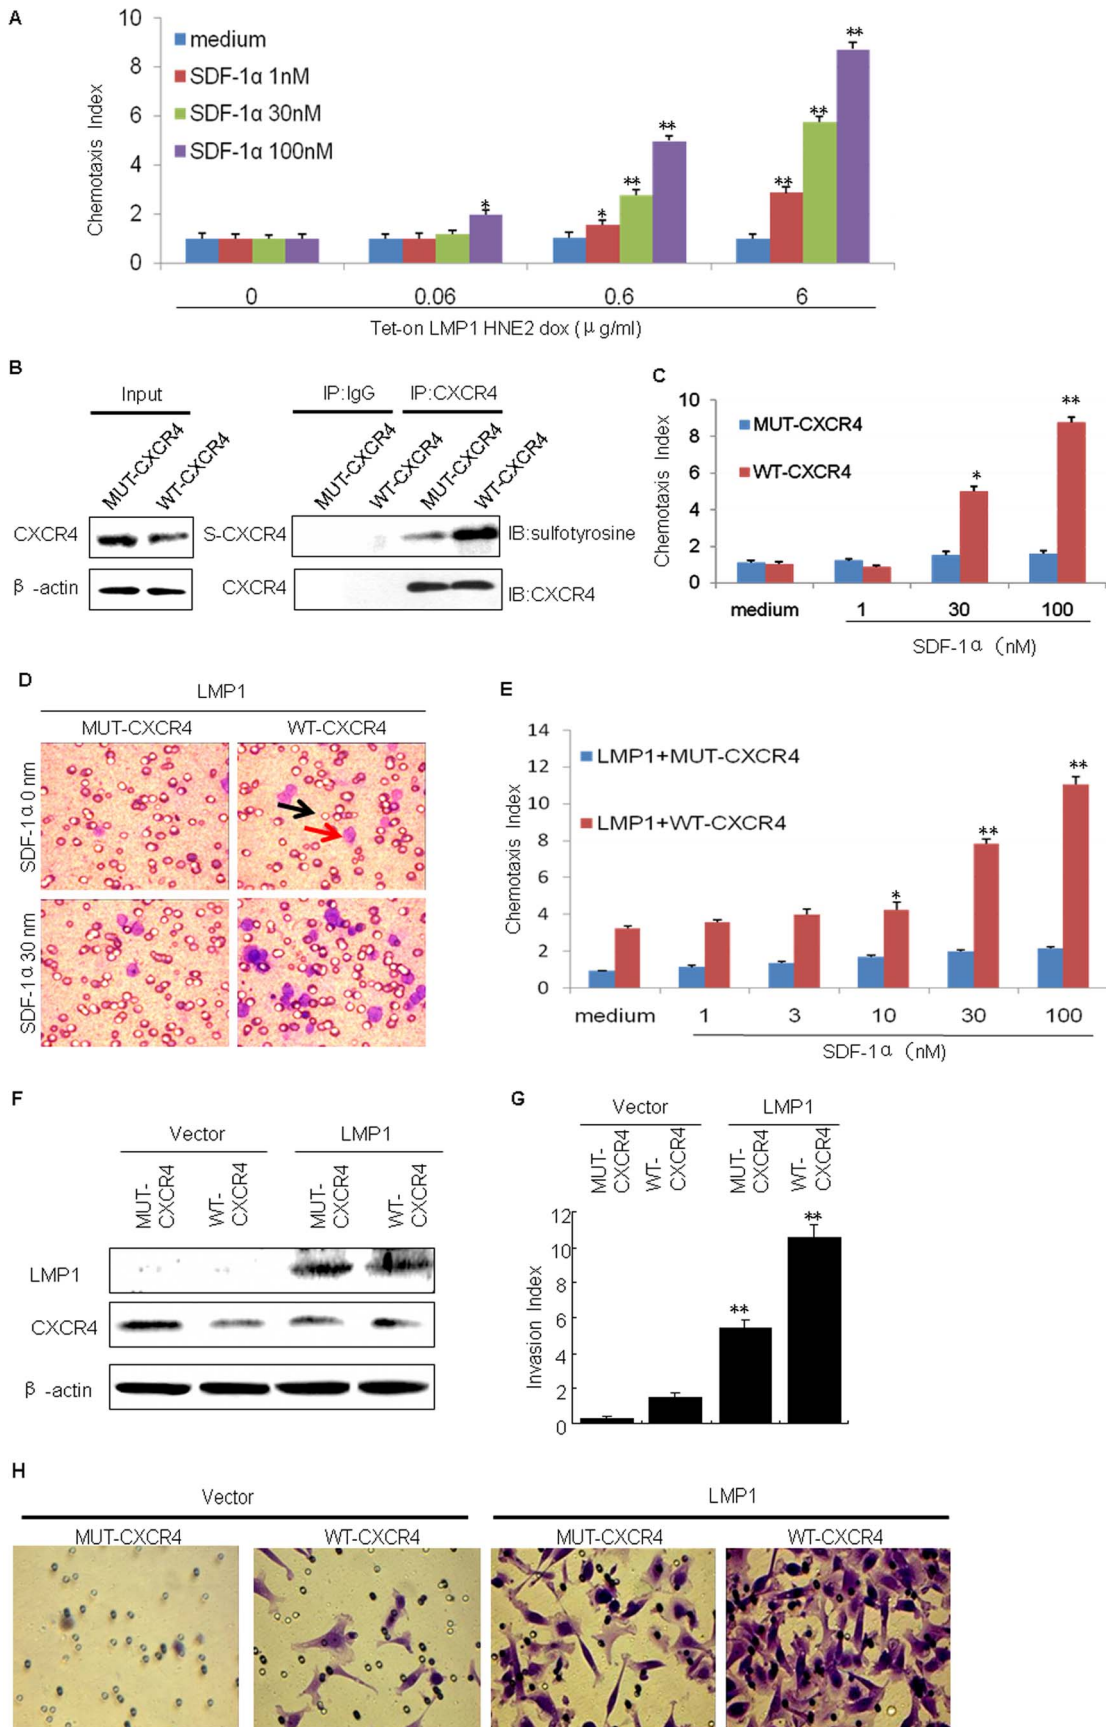 A
10
8
6
4
2
0
Chemotaxis Index
medium
SDF-1α 1nM
SDF-1α 30nM
SDF-1α 100nM
*
*
**
**
**
**
**
0
0.06
0.6
6
Tet-on LMP1 HNE2 dox (μg/ml)
B
Input
IP:IgG
IP:CXCR4
MUT-CXCR4
WT-CXCR4
MUT-CXCR4
WT-CXCR4
MUT-CXCR4
WT-CXCR4
CXCR4
S-CXCR4
IB:sulfotyrosine
β-actin
CXCR4
IB:CXCR4
C
10
8
6
4
2
0
Chemotaxis Index
MUT-CXCR4
WT-CXCR4
*
**
medium
1
30
100
SDF-1α (nM)
D
LMP1
MUT-CXCR4
WT-CXCR4
SDF-1α 0 nm
SDF-1α 30 nm
E
14
12
10
8
6
4
2
0
Chemotaxis Index
LMP1+MUT-CXCR4
LMP1+WT-CXCR4
*
**
**
medium
1
3
10
30
100
SDF-1α (nM)
F
Vector
LMP1
MUT-
CXCR4
WT-
CXCR4
MUT-
CXCR4
WT-
CXCR4
LMP1
CXCR4
β-actin
G
Vector
LMP1
MUT-
CXCR4
WT-
CXCR4
MUT-
CXCR4
WT-
CXCR4
12
10
8
6
4
2
0
Invasion Index
**
**
H
Vector
LMP1
MUT-CXCR4
WT-CXCR4
MUT-CXCR4
WT-CXCR4